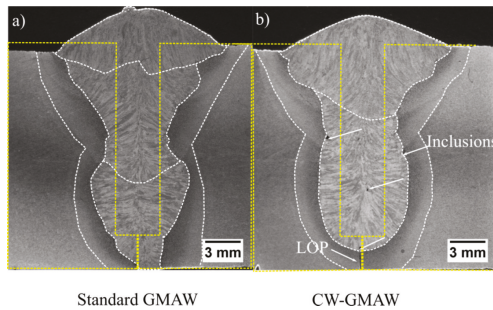 a)
b)
Inclusions
LOP
3 mm
3 mm
Standard GMAW
CW-GMAW